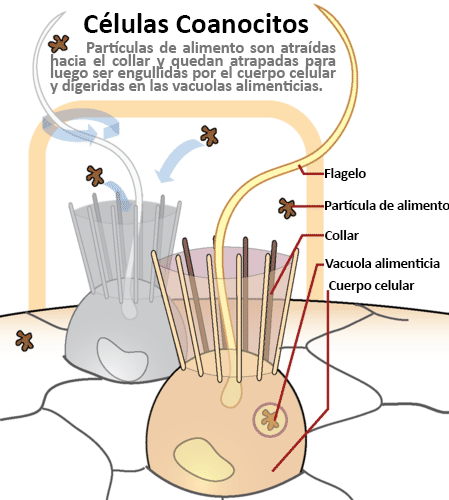 Células Coanocitos
Partículas de alimento son atraídas
hacia el collar y quedan atrapadas para
luego ser engullidas por el cuerpo celular
y digeridas en las vacuolas alimenticias.
Flagelo
Partícula de alimento
Collar
Vacuola alimenticia
Cuerpo celular